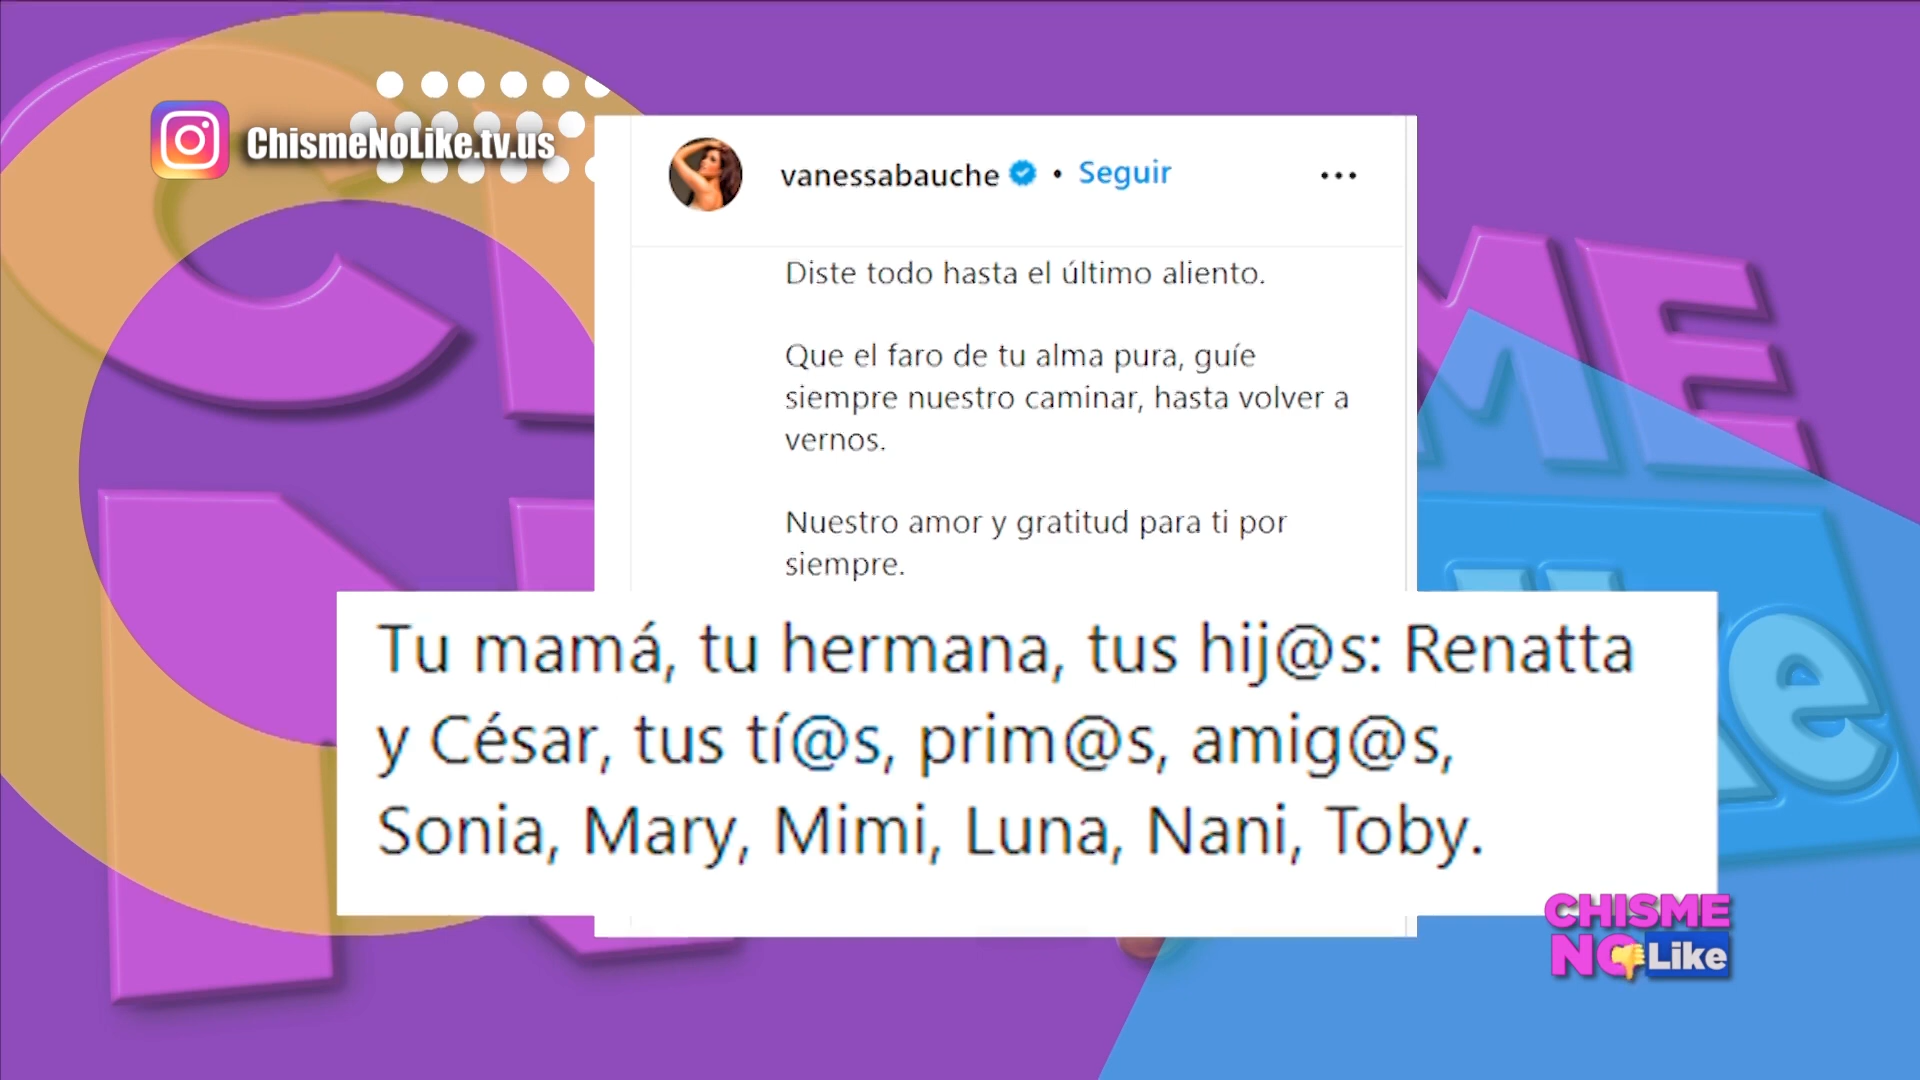 ChismeNoLike.tv.us
vanessabauche • Seguir ...
Diste todo hasta el último aliento.
Que el faro de tu alma pura, guíe
siempre nuestro caminar, hasta volver a
vernos.
Nuestro amor y gratitud para ti por
siempre.
Tu mamá, tu hermana, tus hij@s: Renatta
y César, tus tí@s, prim@s, amig@s,
Sonia, Mary, Mimi, Luna, Nani, Toby.
CHISME
NO Like